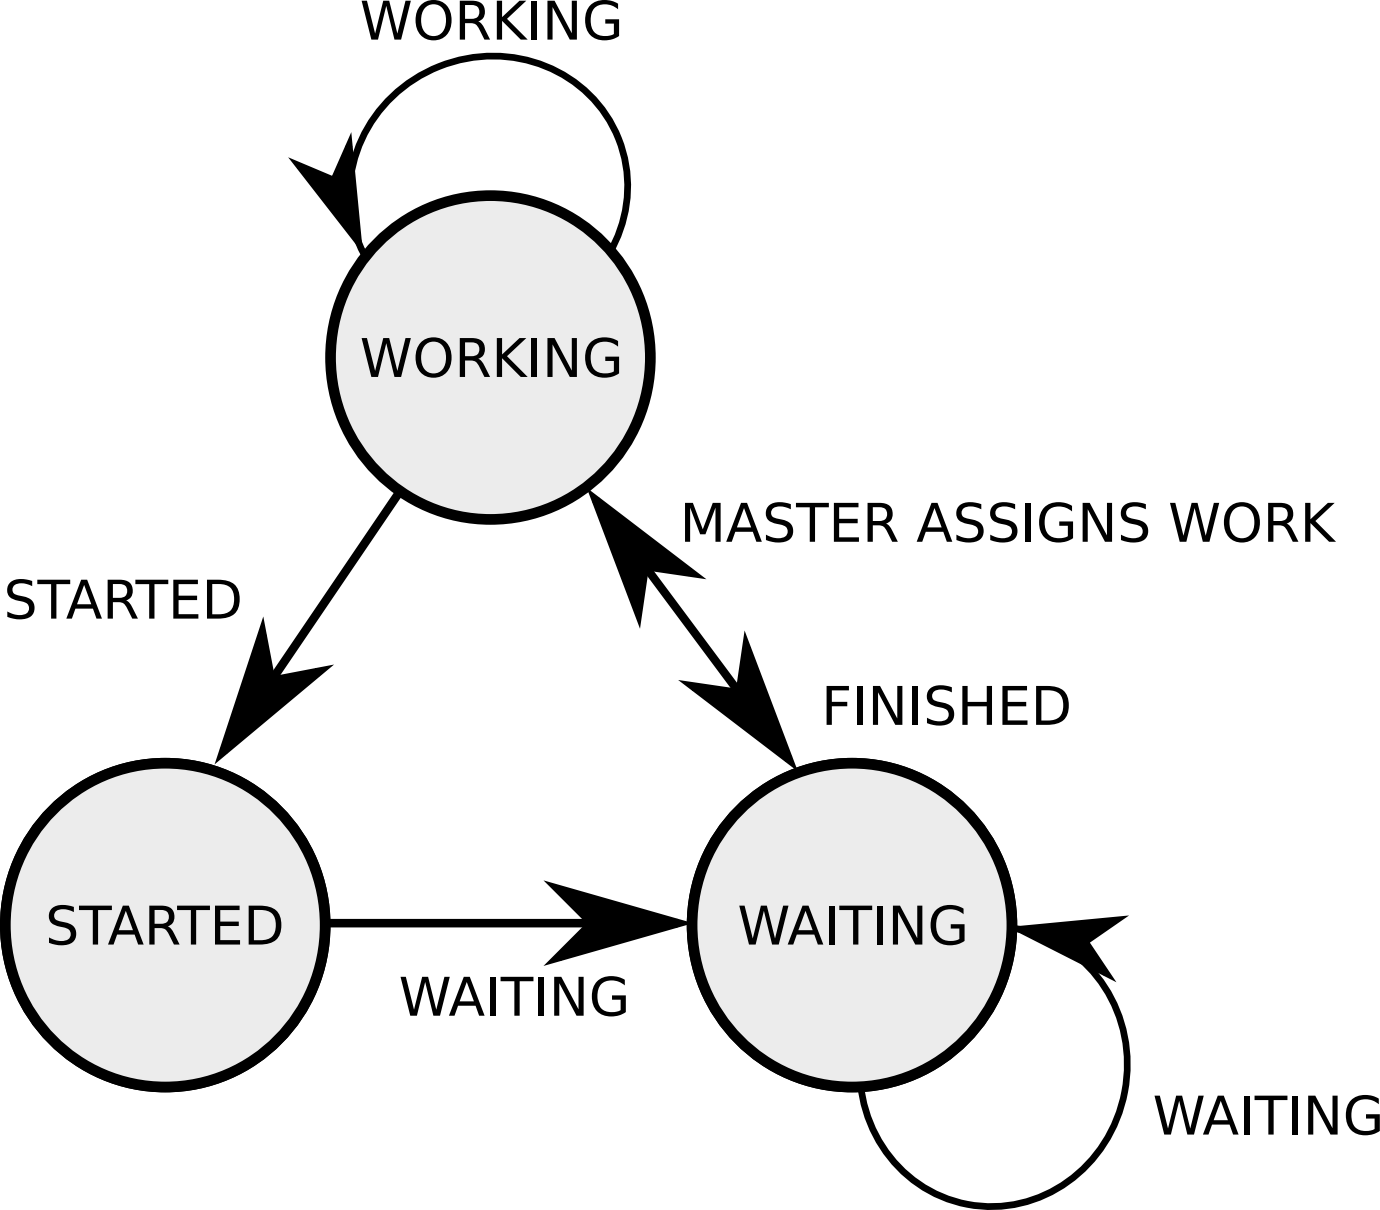 WORKING
WORKING
MASTER ASSIGNS WORK
STARTED
FINISHED
STARTED
WAITING
WAITING
WAITING